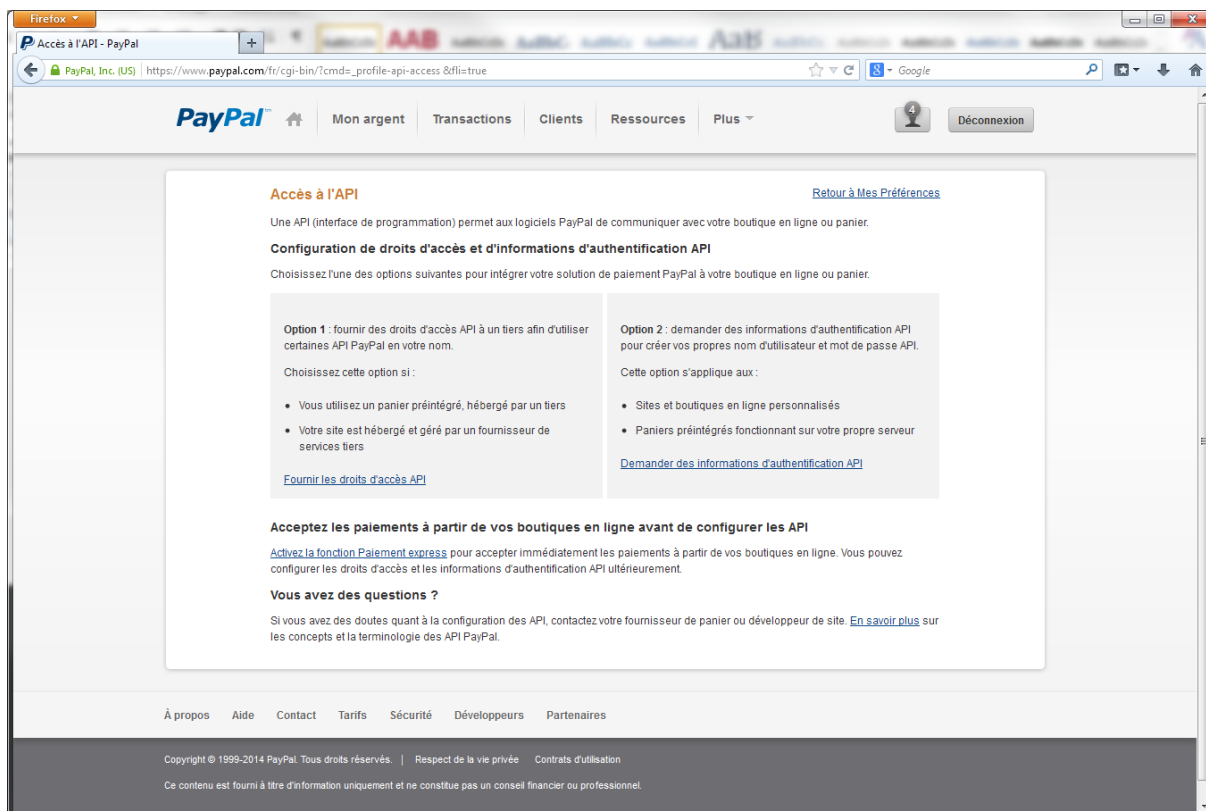 Firefox
Accès à l'API - PayPal
PayPal, Inc. (US) https://www.paypal.com/fr/cgi-bin/?cmd=_profile-api-access &fli=true
Google
PayPal™ Mon argent Transactions Clients Ressources Plus 4 Déconnexion
Accès à l'API Retour à Mes Préférences
Une API (interface de programmation) permet aux logiciels PayPal de communiquer avec votre boutique en ligne ou panier.
Configuration de droits d'accès et d'informations d'authentification API
Choisissez l'une des options suivantes pour intégrer votre solution de paiement PayPal à votre boutique en ligne ou panier.
Option 1 : fournir des droits d'accès API à un tiers afin d'utiliser
certaines API PayPal en votre nom.
Choisissez cette option si :
• Vous utilisez un panier préintégré, hébergé par un tiers
• Votre site est hébergé et géré par un fournisseur de
services tiers
Fournir les droits d'accès API
Option 2 : demander des informations d'authentification API
pour créer vos propres nom d'utilisateur et mot de passe API.
Cette option s'applique aux :
• Sites et boutiques en ligne personnalisés
• Paniers préintégrés fonctionnant sur votre propre serveur
Demander des informations d'authentification API
Acceptez les paiements à partir de vos boutiques en ligne avant de configurer les API
Activez la fonction Paiement express pour accepter immédiatement les paiements à partir de vos boutiques en ligne. Vous pouvez
configurer les droits d'accès et les informations d'authentification API ultérieurement.
Vous avez des questions ?
Si vous avez des doutes quant à la configuration des API, contactez votre fournisseur de panier ou développeur de site. En savoir plus sur
les concepts et la terminologie des API PayPal.
À propos Aide Contact Tarifs Sécurité Développeurs Partenaires
Copyright © 1999-2014 PayPal. Tous droits réservés. | Respect de la vie privée Contrats d'utilisation
Ce contenu est fourni à titre d'information uniquement et ne constitue pas un conseil financier ou professionnel.